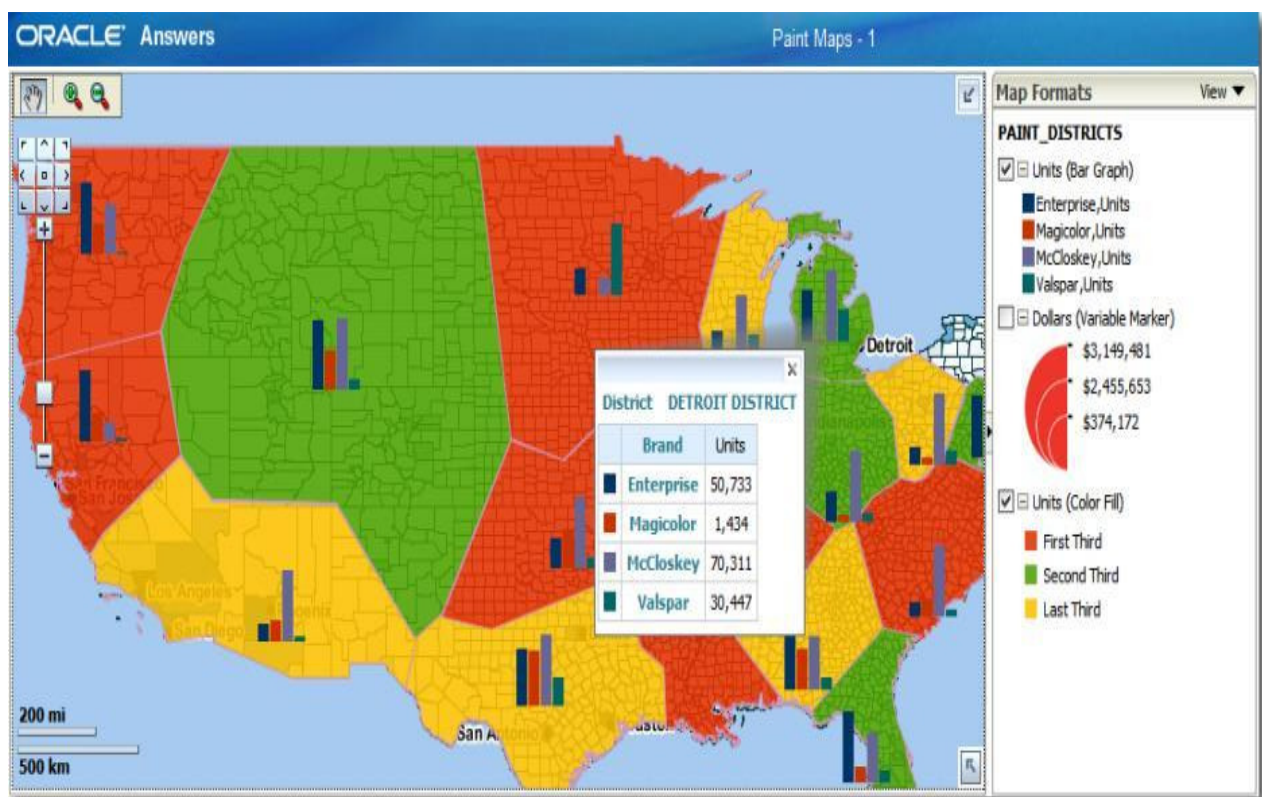 ORACLE Answers
Paint Maps - 1
Map Formats
View
PAINT_DISTRICTS
Units (Bar Graph)
Enterprise,Units
Magicolor,Units
McCloskey,Units
Valspar,Units
Dollars (Variable Marker)
$3,149,481
$2,455,653
$374,172
Units (Color Fill)
First Third
Second Third
Last Third
Detroit
District DETROIT DISTRICT
Brand Units
Enterprise 50,733
Magicolor 1,434
McCloskey 70,311
Valspar 30,447
San Jos
Los Angeles
San Diego
San An
200 mi
500 km